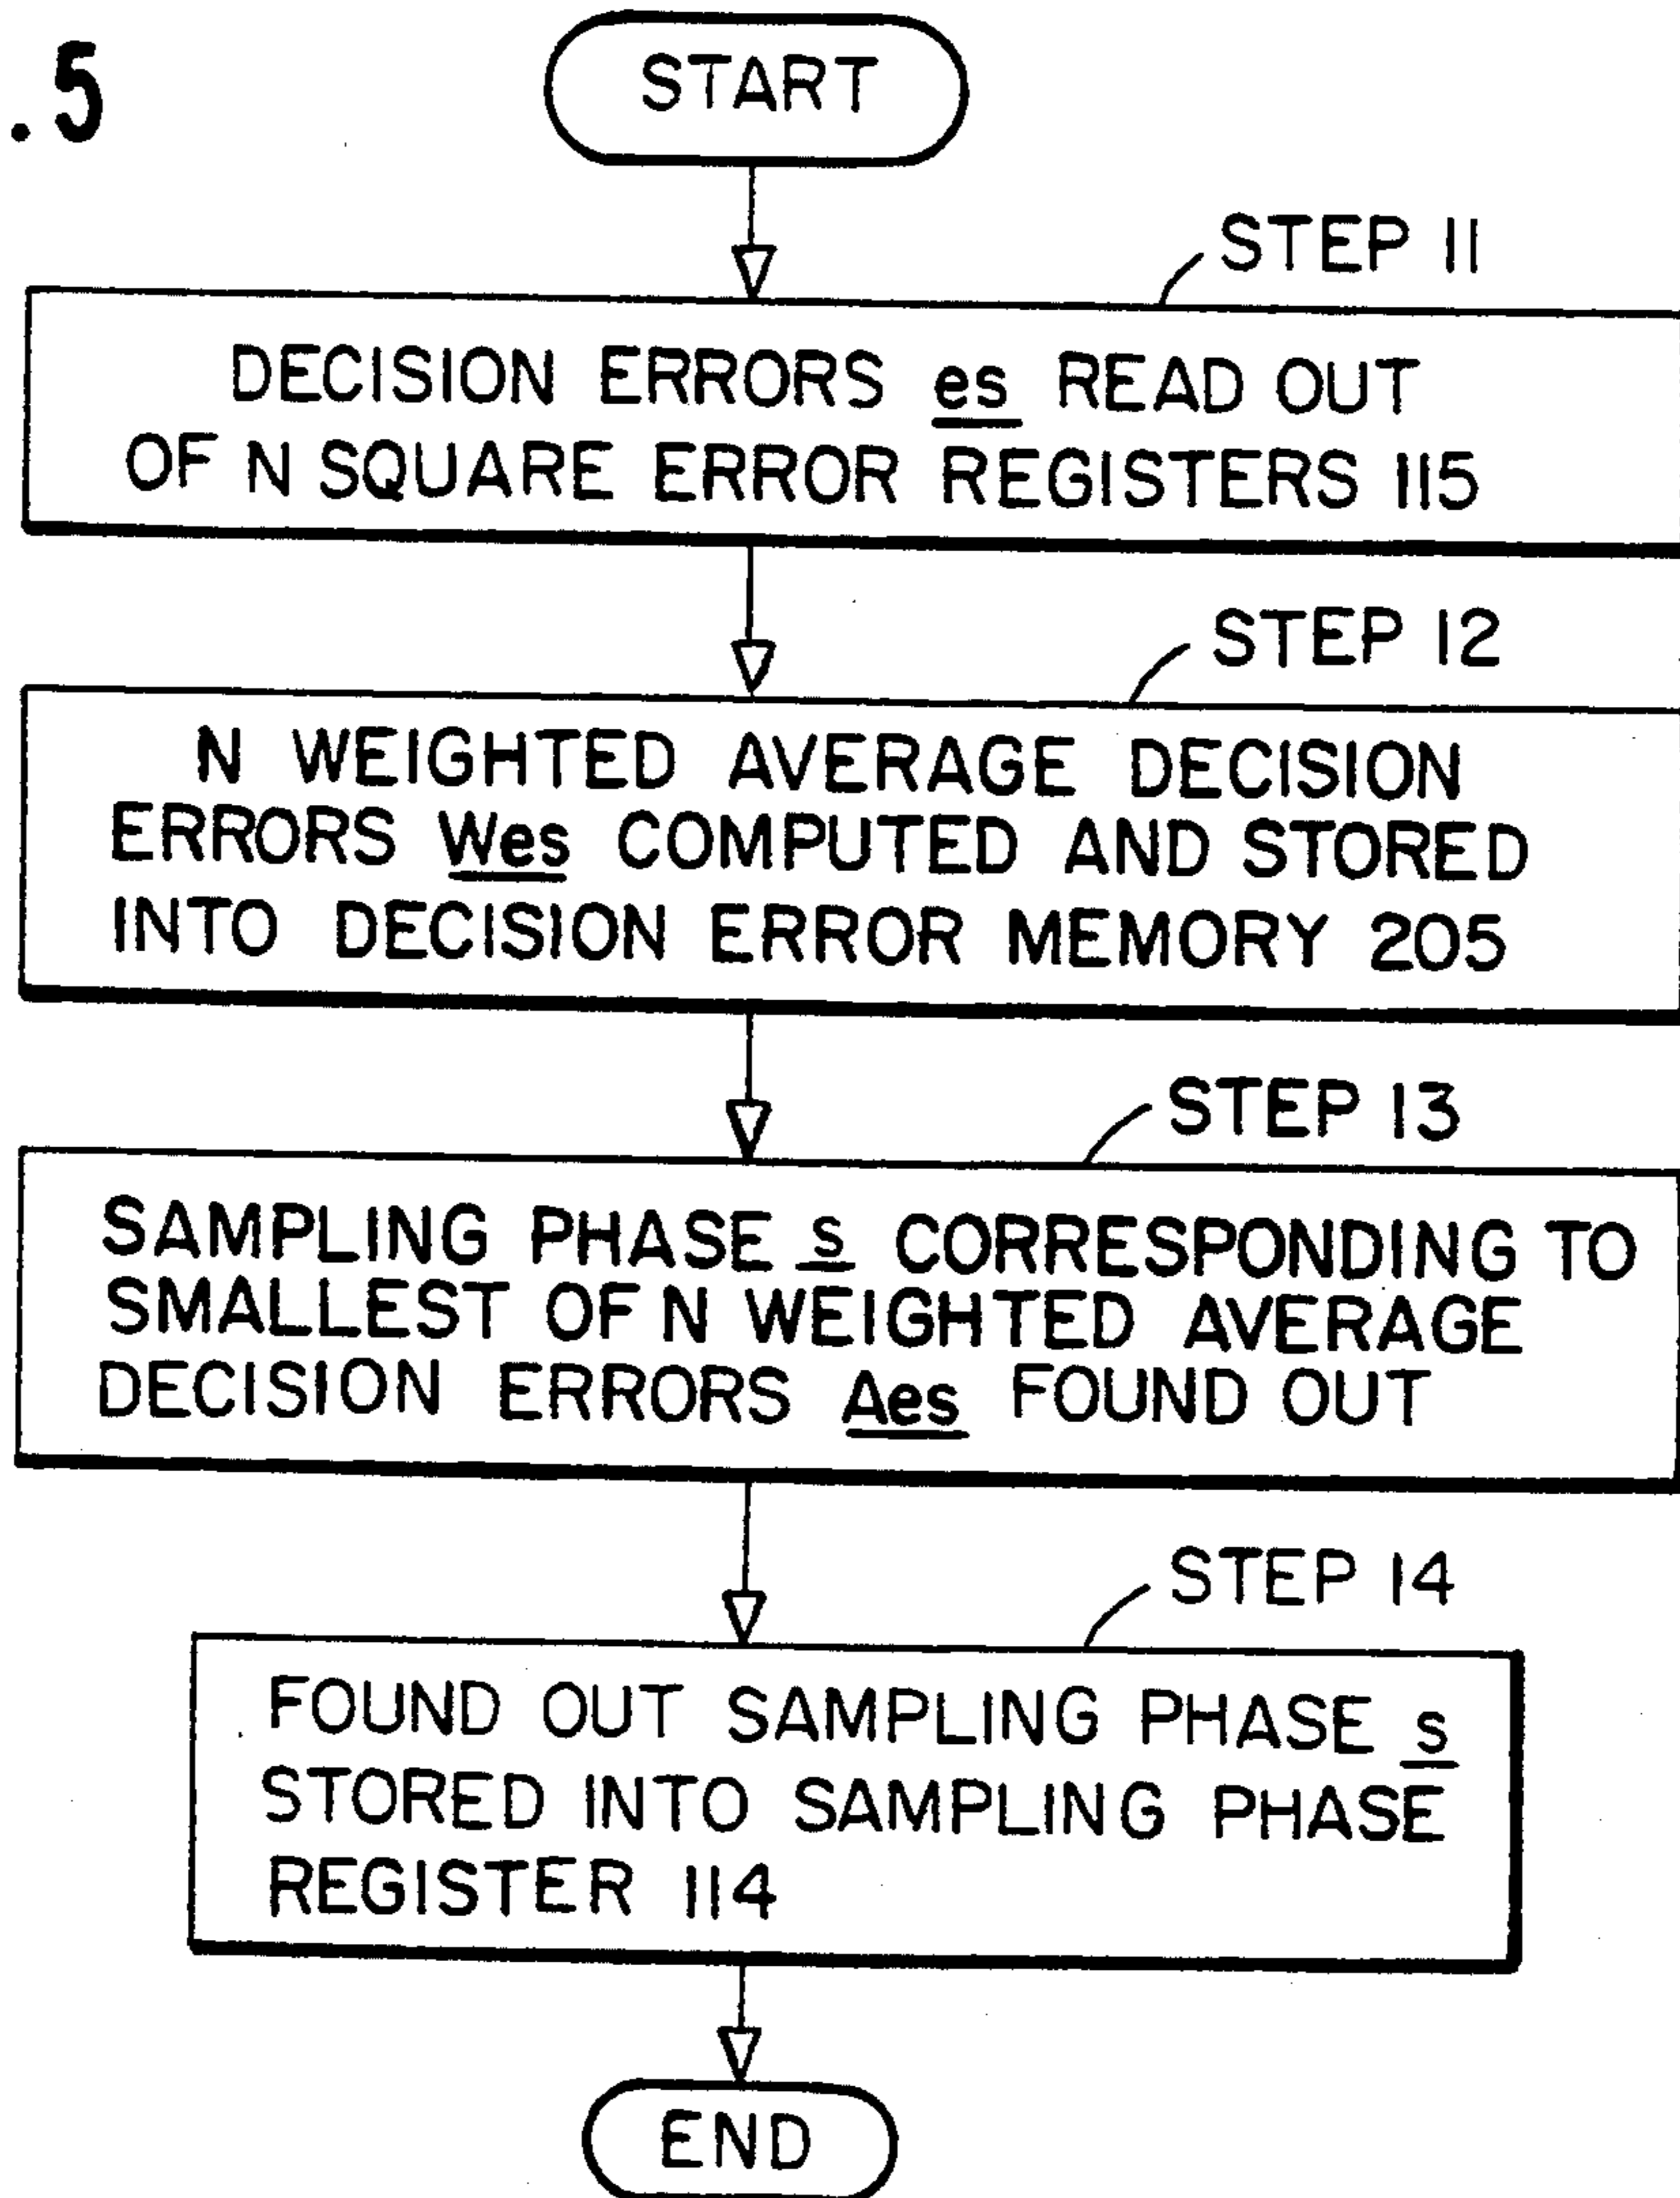 .5
START
STEP 11
DECISION ERRORS es READ OUT
OF N SQUARE ERROR REGISTERS 115
STEP 12
N WEIGHTED AVERAGE DECISION
ERRORS Wes COMPUTED AND STORED
INTO DECISION ERROR MEMORY 205
STEP 13
SAMPLING PHASE s CORRESPONDING TO
SMALLEST OF N WEIGHTED AVERAGE
DECISION ERRORS Aes FOUND OUT
STEP 14
FOUND OUT SAMPLING PHASE s
STORED INTO SAMPLING PHASE
REGISTER 114
END